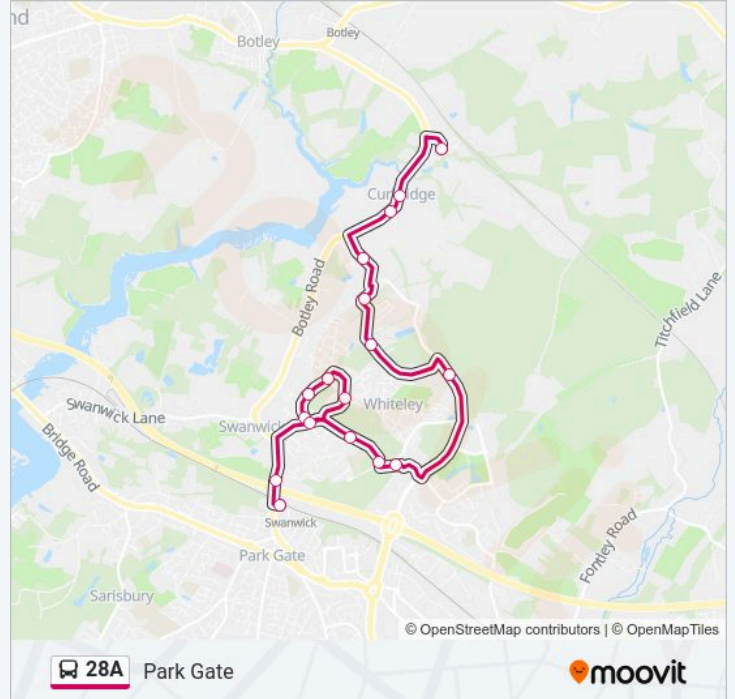 nd
Botley
Botley
Curbridge
Botley Road
Titchfield Lane
Swanwick Lane
Whiteley
Swanwick
Bridge Road
Swanwick
Park Gate
Fontley Road
Sarisbury
© OpenStreetMap contributors | © OpenMapTiles
28A Park Gate
moovit